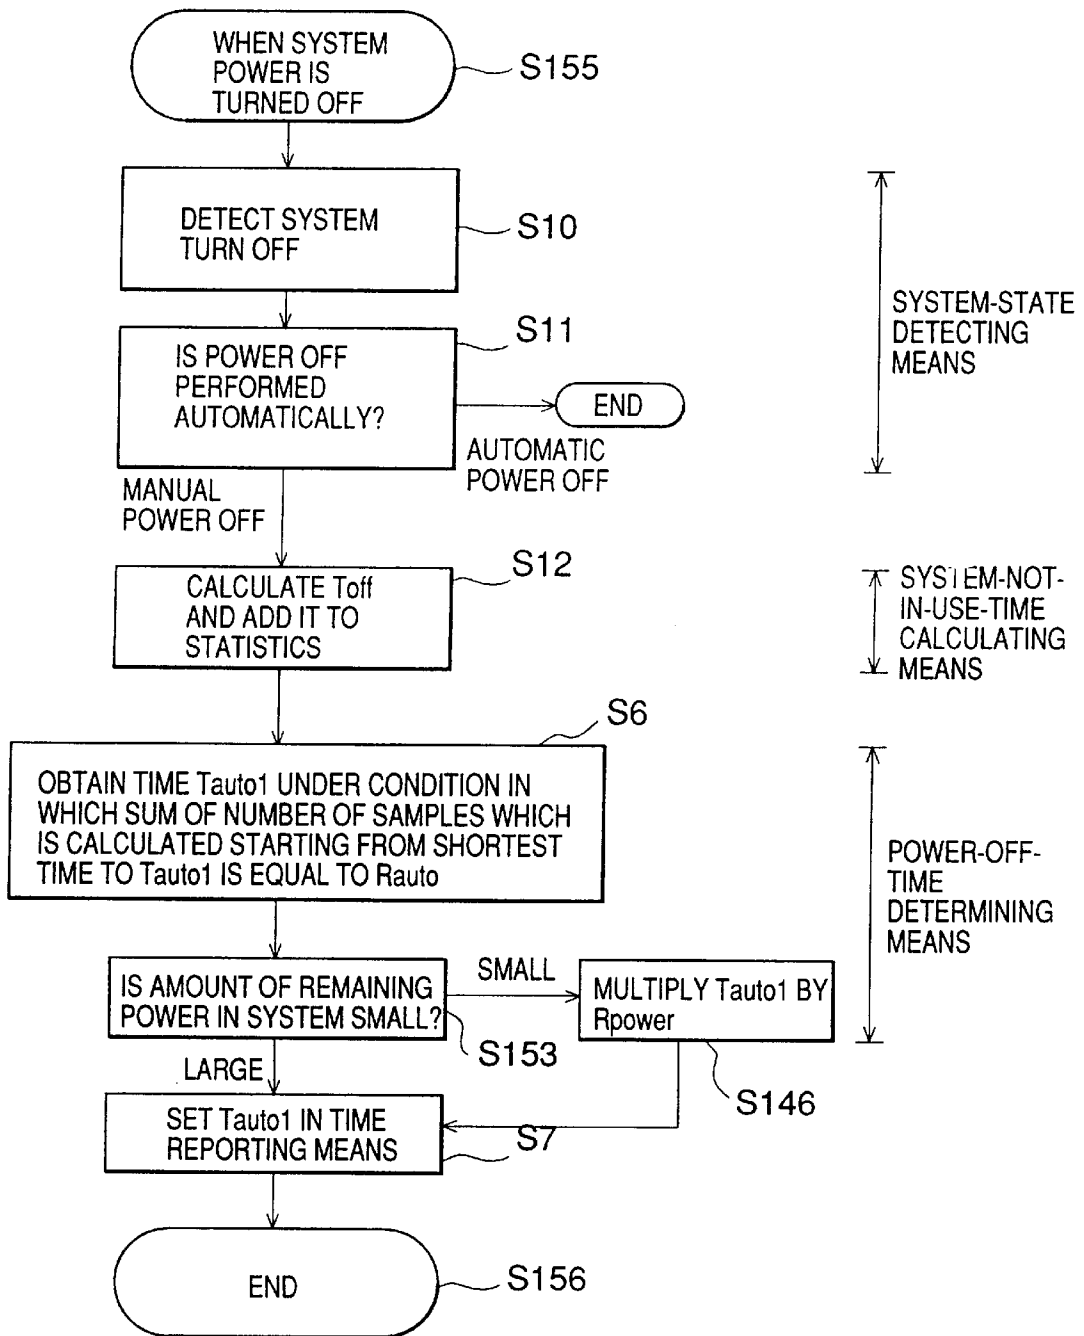 WHEN SYSTEM
POWER IS
TURNED OFF
S155
DETECT SYSTEM
TURN OFF
S10
SYSTEM-STATE
DETECTING
MEANS
S11
IS POWER OFF
PERFORMED
AUTOMATICALLY?
END
AUTOMATIC
POWER OFF
MANUAL
POWER OFF
S12
CALCULATE Toff
AND ADD IT TO
STATISTICS
SYSTEM-NOT-
IN-USE-TIME
CALCULATING
MEANS
S6
OBTAIN TIME Tauto1 UNDER CONDITION IN
WHICH SUM OF NUMBER OF SAMPLES WHICH
IS CALCULATED STARTING FROM SHORTEST
TIME TO Tauto1 IS EQUAL TO Rauto
POWER-OFF-
TIME
DETERMINING
MEANS
IS AMOUNT OF REMAINING
POWER IN SYSTEM SMALL?
S153
SMALL
MULTIPLY Tauto1 BY
Rpower
S146
LARGE
SET Tauto1 IN TIME
REPORTING MEANS
S7
END
S156